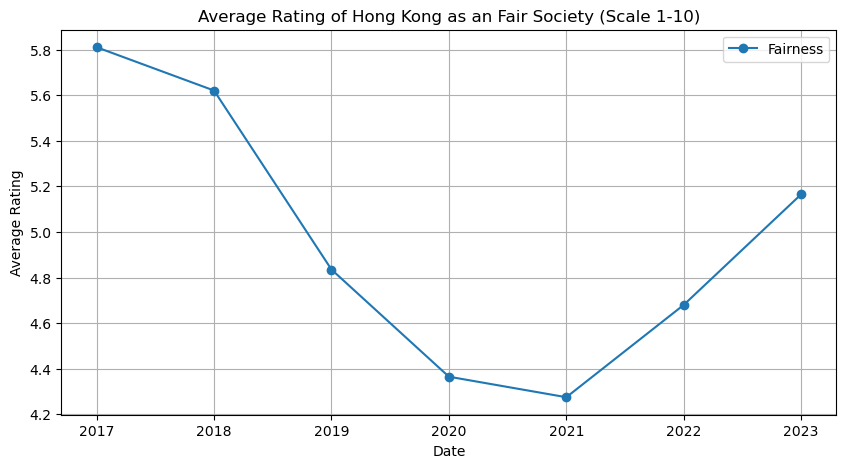 Average Rating of Hong Kong as an Fair Society (Scale 1-10)
Fairness
Average Rating
5.8
5.6
5.4
5.2
5.0
4.8
4.6
4.4
4.2
2017 2018 2019 2020 2021 2022 2023
Date